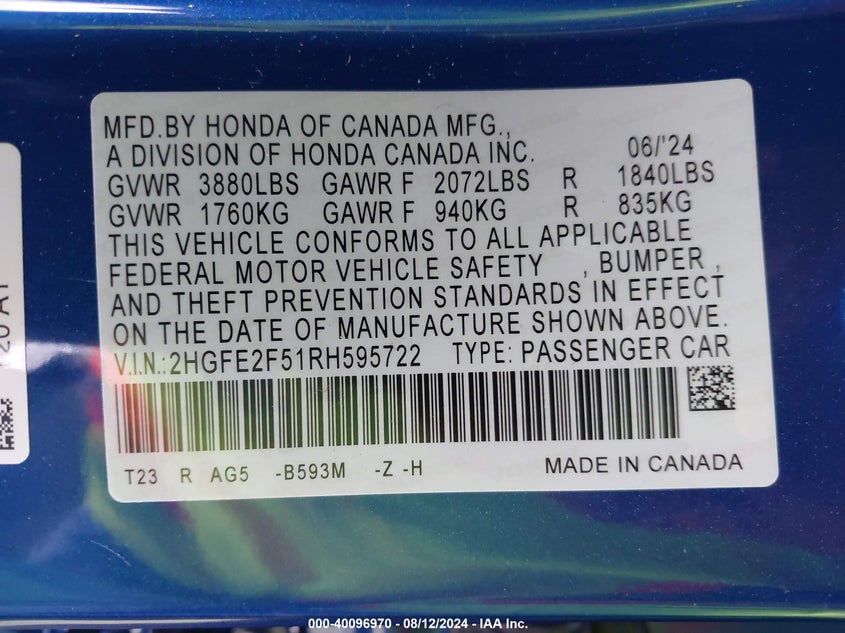 MFD.BY HONDA OF CANADA MFG.,
A DIVISION OF HONDA CANADA INC. 06/'24
GVWR 3880LBS GAWR F 2072LBS R 1840LBS
GVWR 1760KG GAWR F 940KG R 835KG
THIS VEHICLE CONFORMS TO ALL APPLICABLE
FEDERAL MOTOR VEHICLE SAFETY , BUMPER ,
AND THEFT PREVENTION STANDARDS IN EFFECT
ON THE DATE OF MANUFACTURE SHOWN ABOVE.
V.I.N.:2HGFE2F51RH595722 TYPE: PASSENGER CAR
T23 R AG5 -B593M -Z -H MADE IN CANADA
000-40096970 - 08/12/2024 - IAA Inc.